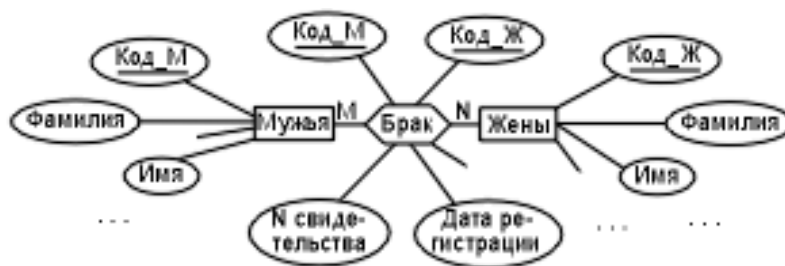 Код_М
Код_Ж
Код_М
Код_Ж
Фамилия
Мужья
М
Брак
N
Жены
Фамилия
Имя
Имя
...
N свиде-
тельства
Дата ре-
гистрации
...
...